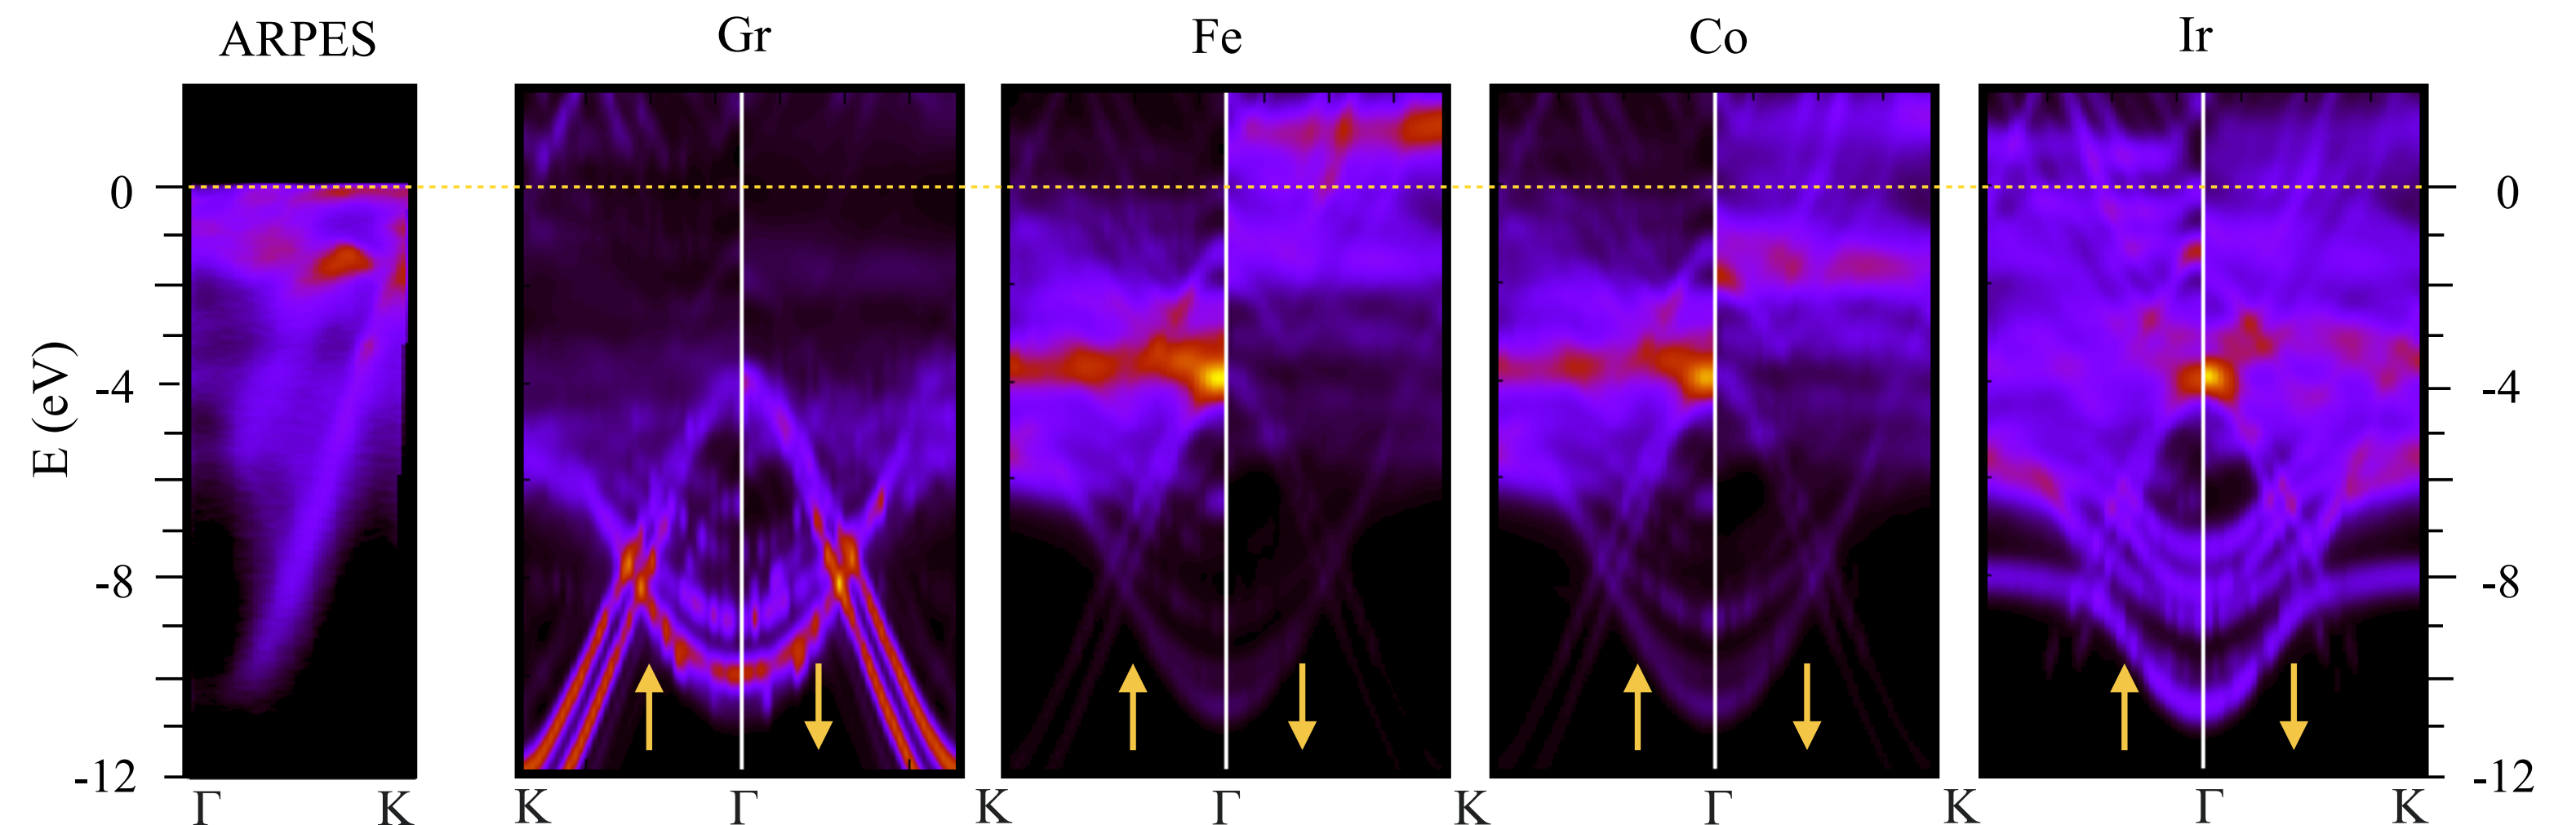 ARPES Gr Fe Co Ir
0 0
-4 -4
E (eV)
-8 -8
-12 -12
Γ K K Γ K Γ K Γ K Γ K